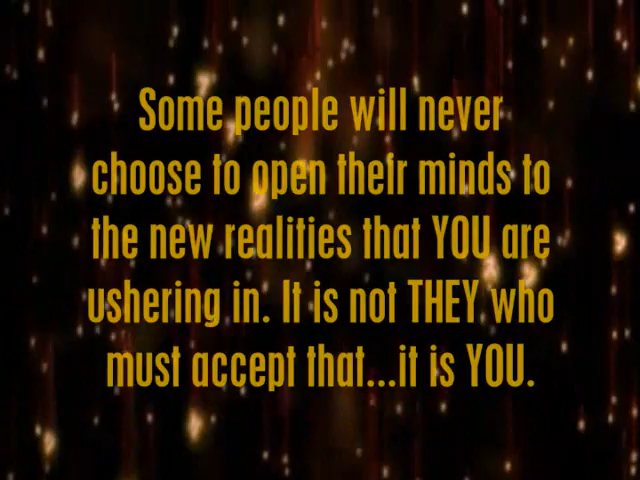 Some people will never
choose to open their minds to
the new realities that YOU are
ushering in. It is not THEY who
must accept that...it is YOU.